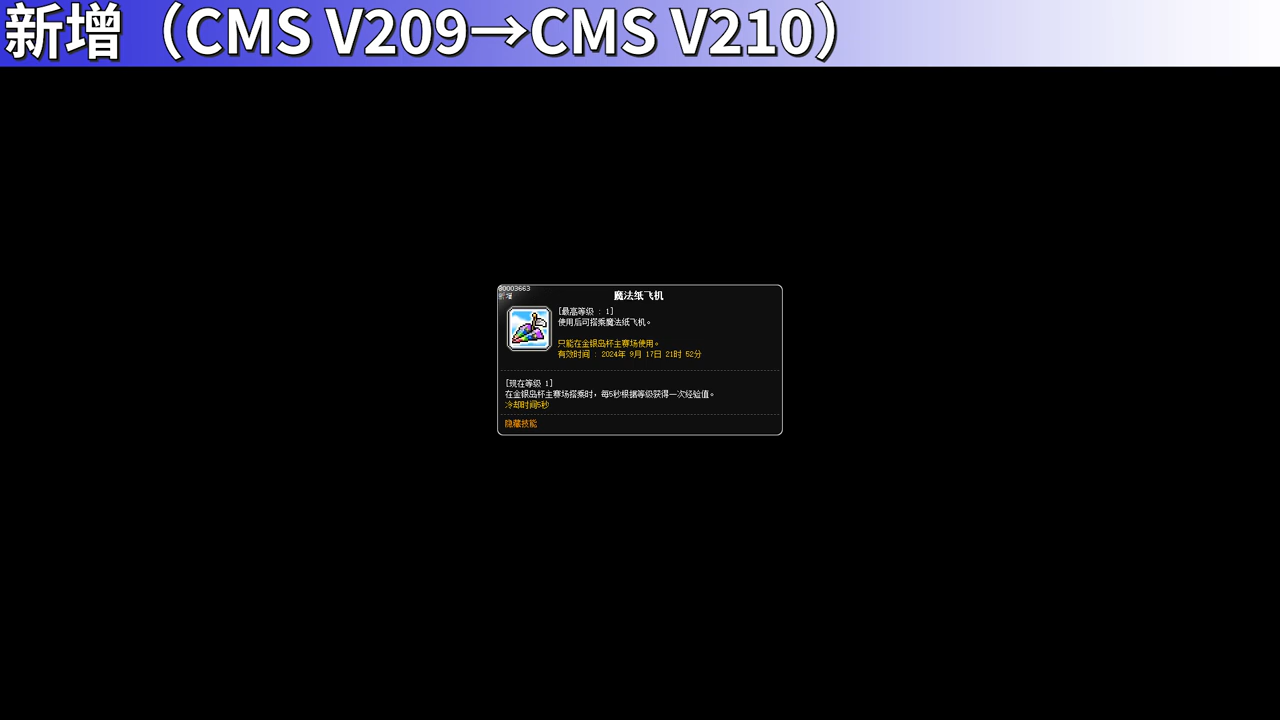 新增（CMS V209→CMS V210）
80003663
新增
魔法纸飞机
[最高等级 : 1]
使用后可搭乘魔法纸飞机。
只能在金银岛杯主赛场使用。
有效时间 : 2024年 9月 17日 21时 52分
[现在等级 1]
在金银岛杯主赛场搭乘时，每5秒根据等级获得一次经验值。
冷却时间5秒
隐藏技能